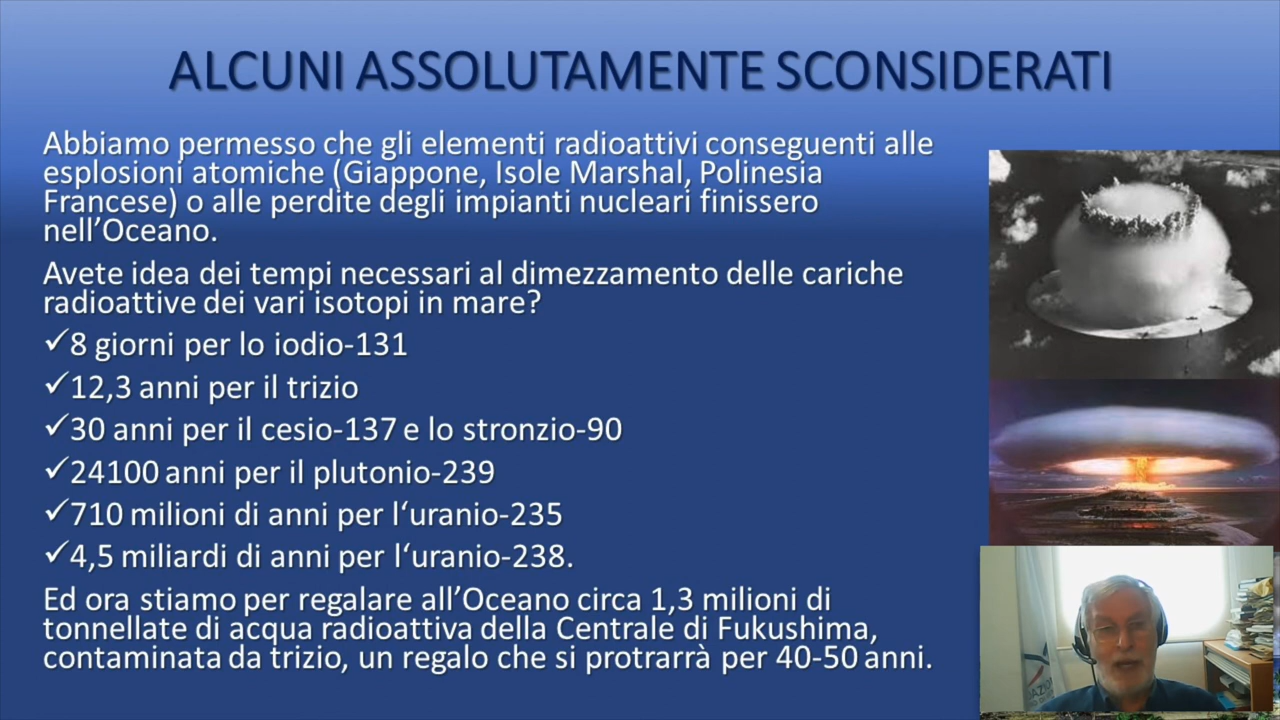 ALCUNI ASSOLUTAMENTE SCONSIDERATI
Abbiamo permesso che gli elementi radioattivi conseguenti alle
esplosioni atomiche (Giappone, Isole Marshal, Polinesia
Francese) o alle perdite degli impianti nucleari finissero
nell’Oceano.
Avete idea dei tempi necessari al dimezzamento delle cariche
radioattive dei vari isotopi in mare?
✓8 giorni per lo iodio-131
✓12,3 anni per il trizio
✓30 anni per il cesio-137 e lo stronzio-90
✓24100 anni per il plutonio-239
✓710 milioni di anni per l‘uranio-235
✓4,5 miliardi di anni per l‘uranio-238.
Ed ora stiamo per regalare all’Oceano circa 1,3 milioni di
tonnellate di acqua radioattiva della Centrale di Fukushima,
contaminata da trizio, un regalo che si protrarrà per 40-50 anni.